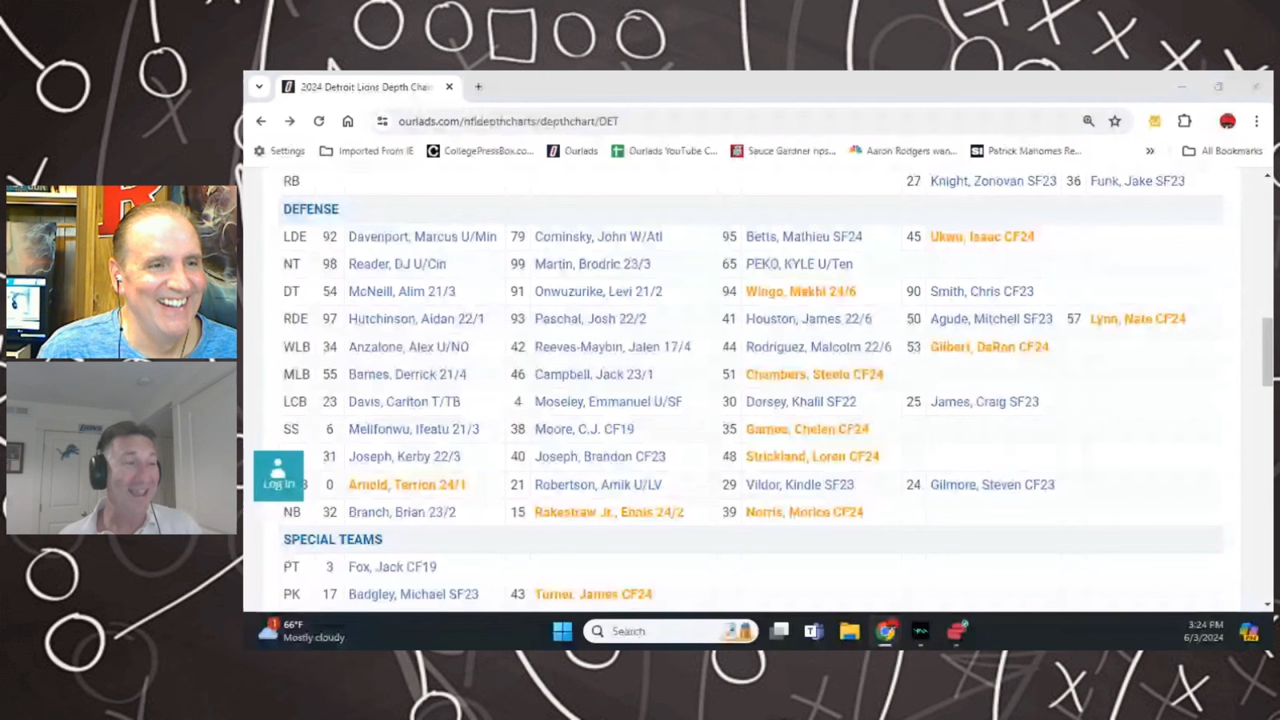 2024 Detroit Lions Depth Char
ourlads.com/nfldepthcharts/depthchart/DET
Settings Imported From IE CollegePressBox.co... Ourlads Ourlads YouTube C... Sauce Gardner rips... Aaron Rodgers wan... Patrick Mahomes Re... » All Bookmarks
RB 27 Knight, Zonovan SF23 36 Funk, Jake SF23
DEFENSE
LDE 92 Davenport, Marcus U/Min 79 Cominsky, John W/Atl 95 Betts, Mathieu SF24 45 Ukwu, Isaac CF24
NT 98 Reader, DJ U/Cin 99 Martin, Brodric 23/3 65 PEKO, KYLE U/Ten
DT 54 McNeill, Alim 21/3 91 Onwuzurike, Levi 21/2 94 Wingo, Mekhi 24/6 90 Smith, Chris CF23
RDE 97 Hutchinson, Aidan 22/1 93 Paschal, Josh 22/2 41 Houston, James 22/6 50 Agude, Mitchell SF23 57 Lynn, Nate CF24
WLB 34 Anzalone, Alex U/NO 42 Reeves-Maybin, Jalen 17/4 44 Rodriguez, Malcolm 22/6 53 Gilbert, DaRon CF24
MLB 55 Barnes, Derrick 21/4 46 Campbell, Jack 23/1 51 Chambers, Steele CF24
LCB 23 Davis, Carlton T/TB 4 Moseley, Emmanuel U/SF 30 Dorsey, Khalil SF22 25 James, Craig SF23
SS 6 Melifonwu, Ifeatu 21/3 38 Moore, C.J. CF19 35 Garnes, Chelen CF24
31 Joseph, Kerby 22/3 40 Joseph, Brandon CF23 48 Strickland, Loren CF24
Log In
0 Arnold, Terrion 24/1 21 Robertson, Amik U/LV 29 Vildor, Kindle SF23 24 Gilmore, Steven CF23
NB 32 Branch, Brian 23/2 15 Rakestraw Jr., Ennis 24/2 39 Norris, Morice CF24
SPECIAL TEAMS
PT 3 Fox, Jack CF19
PK 17 Badgley, Michael SF23 43 Turner, James CF24
1 66°F
Mostly cloudy
Search
3:24 PM
6/3/2024